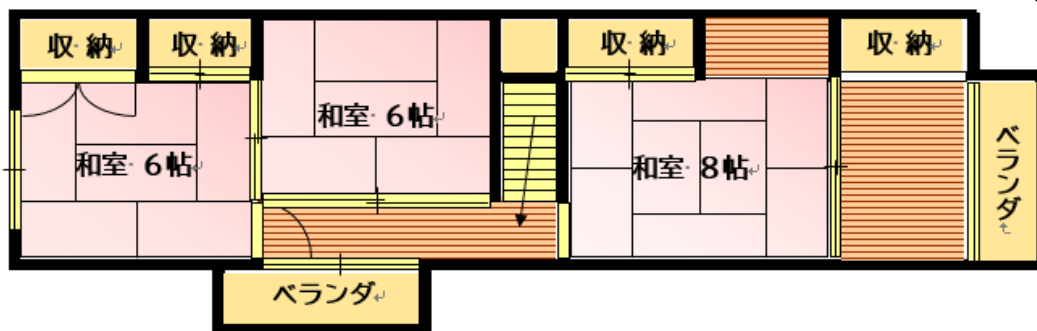 収 納
収 納
収 納
収 納
和室 6帖
和室 6帖
和室 8帖
ベランダ
ベランダ